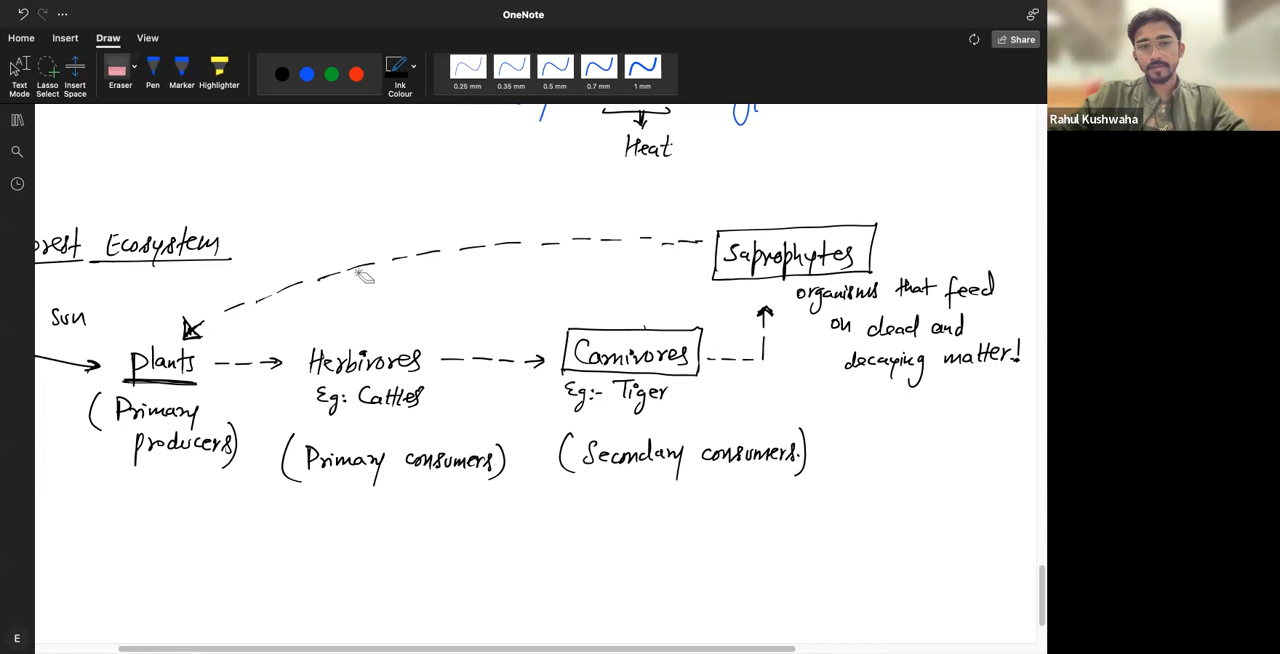 OneNote
Home Insert Draw View
Share
Text Mode
Lasso Select
Insert Space
Eraser
Pen
Marker
Highlighter
Ink Colour
0.25 mm
0.35 mm
0.5 mm
0.7 mm
1 mm
Rahul Kushwaha
Heat
orest Ecosystem
Saprophytes
organisms that feed
on dead and
decaying matter!
Sun
Plants
Herbivores
Carnivores
Eg: Cattles
Eg:- Tiger
(Primary
producers)
(Primary consumers)
(Secondary consumers.)
E